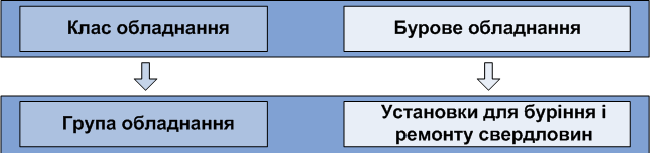 Клас обладнання
Бурове обладнання
Група обладнання
Установки для буріння і
ремонту свердловин